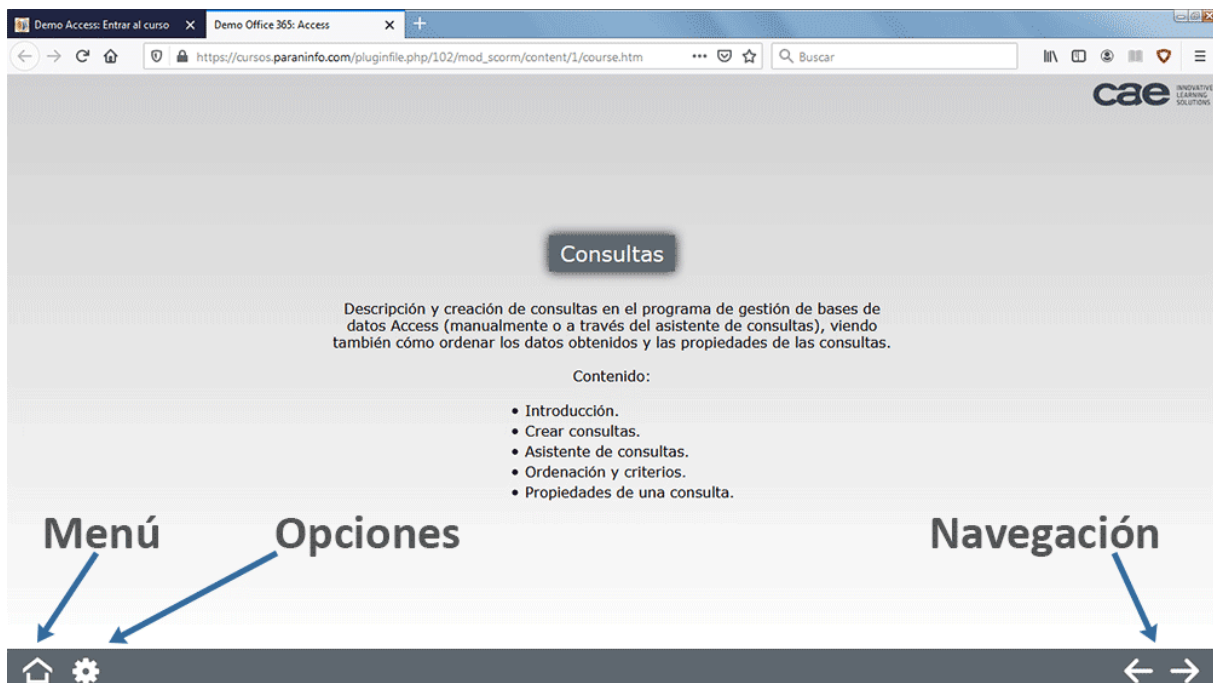 Demo Access: Entrar al curso
Demo Office 365: Access
https://cursos.paraninfo.com/pluginfile.php/102/mod_scorm/content/1/course.htm
Buscar
cae INNOVATIVE
LEARNING
SOLUTIONS
Consultas
Descripción y creación de consultas en el programa de gestión de bases de
datos Access (manualmente o a través del asistente de consultas), viendo
también cómo ordenar los datos obtenidos y las propiedades de las consultas.
Contenido:
• Introducción.
• Crear consultas.
• Asistente de consultas.
• Ordenación y criterios.
• Propiedades de una consulta.
Menú
Opciones
Navegación